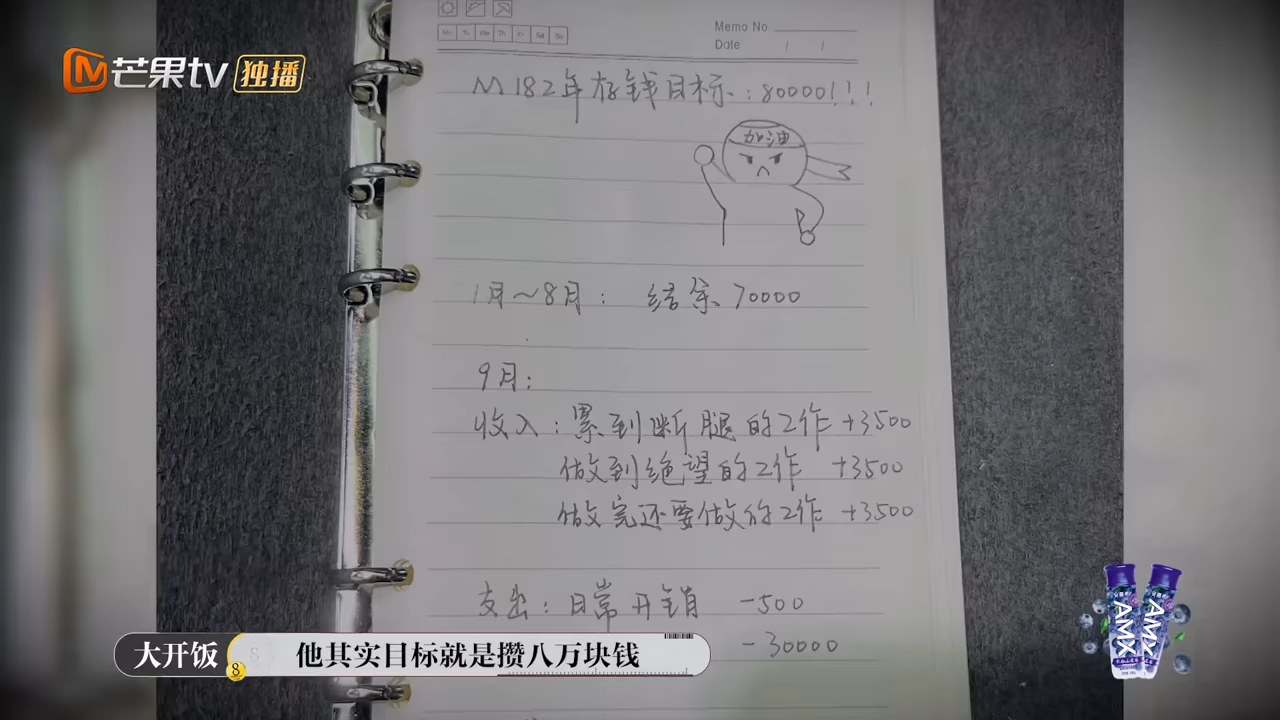 芒果tv 独播
Memo No.
Mo Tu We Th Fr Sa Su
Date / /
M182年存钱目标:80000!!!
加油
1月~8月: 结余70000
9月:
收入:累到断腿的工作 +3500
做到绝望的工作 +3500
做完还要做的工作 +3500
支出:日常开销 -500
-30000
大开饭 他其实目标就是攒八万块钱
8
AMX
AMX